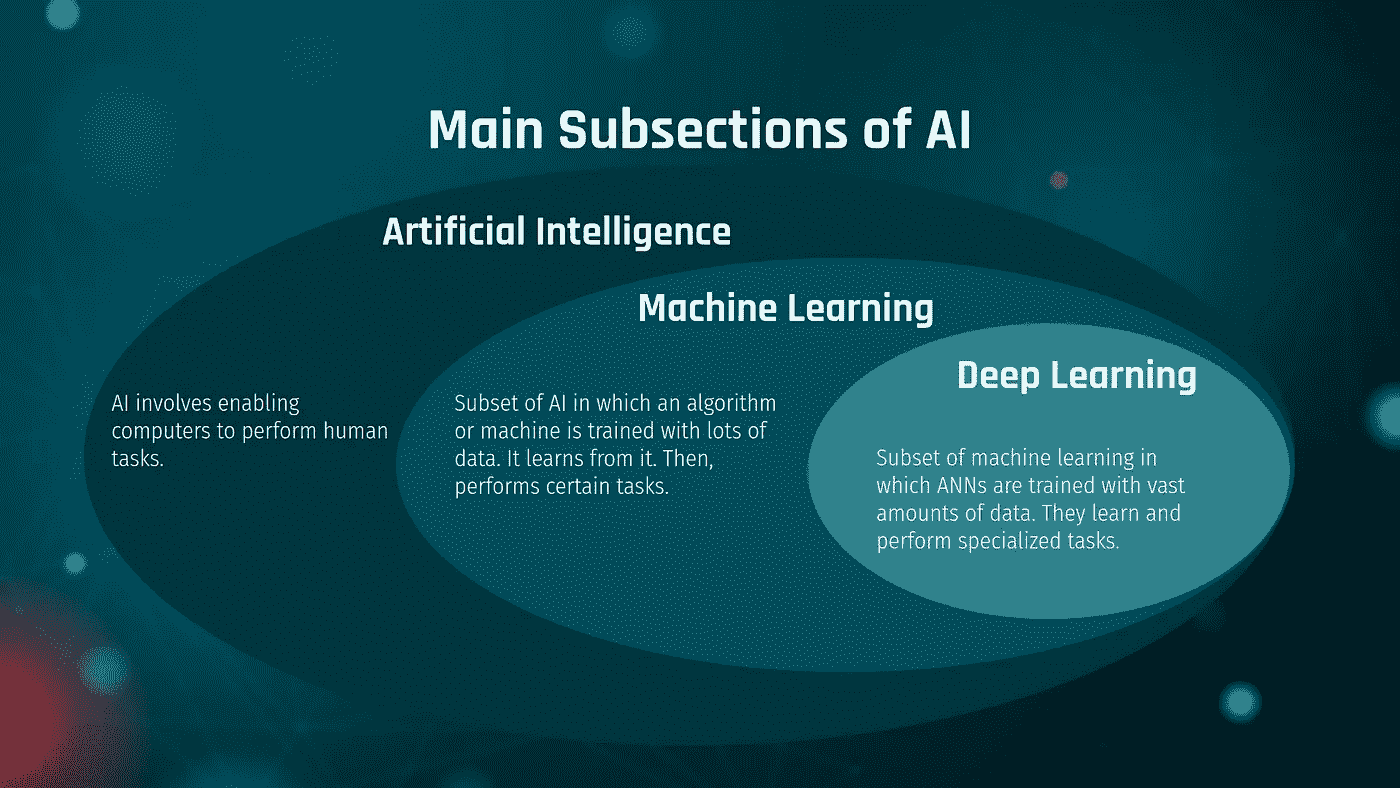 Main Subsections of AI
Artificial Intelligence
AI involves enabling
computers to perform human
tasks.
Machine Learning
Subset of AI in which an algorithm
or machine is trained with lots of
data. It learns from it. Then,
performs certain tasks.
Deep Learning
Subset of machine learning in
which ANNs are trained with vast
amounts of data. They learn and
perform specialized tasks.